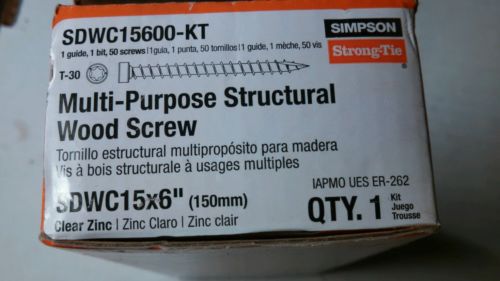 SDWC15600-KT
1 guide, 1 bit, 50 screws | 1guia, 1 punta, 50 tornillos | 1 guide, 1 mèche, 50 vis
SIMPSON
Strong-Tie
®
T-30
Multi-Purpose Structural
Wood Screw
Tornillo estructural multipropósito para madera
Vis à bois structurale à usages multiples
SDWC15x6" (150mm)
Clear Zinc | Zinc Claro | Zinc clair
IAPMO UES ER-262
QTY. 1
Kit
Juego
Trousse